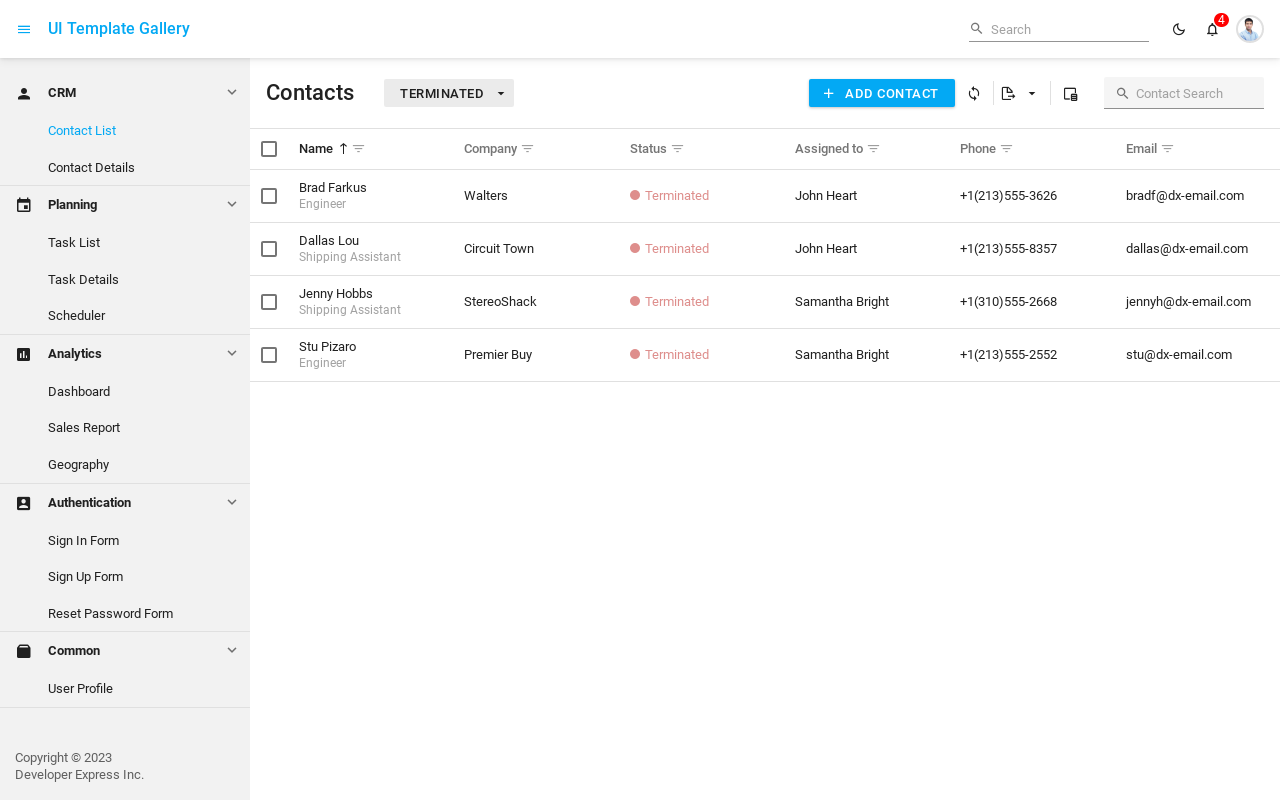 UI Template Gallery
Search
4
CRM
Contact List
Contact Details
Planning
Task List
Task Details
Scheduler
Analytics
Dashboard
Sales Report
Geography
Authentication
Sign In Form
Sign Up Form
Reset Password Form
Common
User Profile
Copyright © 2023
Developer Express Inc.
Contacts
TERMINATED
ADD CONTACT
Contact Search
Name Company Status Assigned to Phone Email
Brad Farkus
Engineer
Walters Terminated John Heart +1(213)555-3626 bradf@dx-email.com
Dallas Lou
Shipping Assistant
Circuit Town Terminated John Heart +1(213)555-8357 dallas@dx-email.com
Jenny Hobbs
Shipping Assistant
StereoShack Terminated Samantha Bright +1(310)555-2668 jennyh@dx-email.com
Stu Pizaro
Engineer
Premier Buy Terminated Samantha Bright +1(213)555-2552 stu@dx-email.com